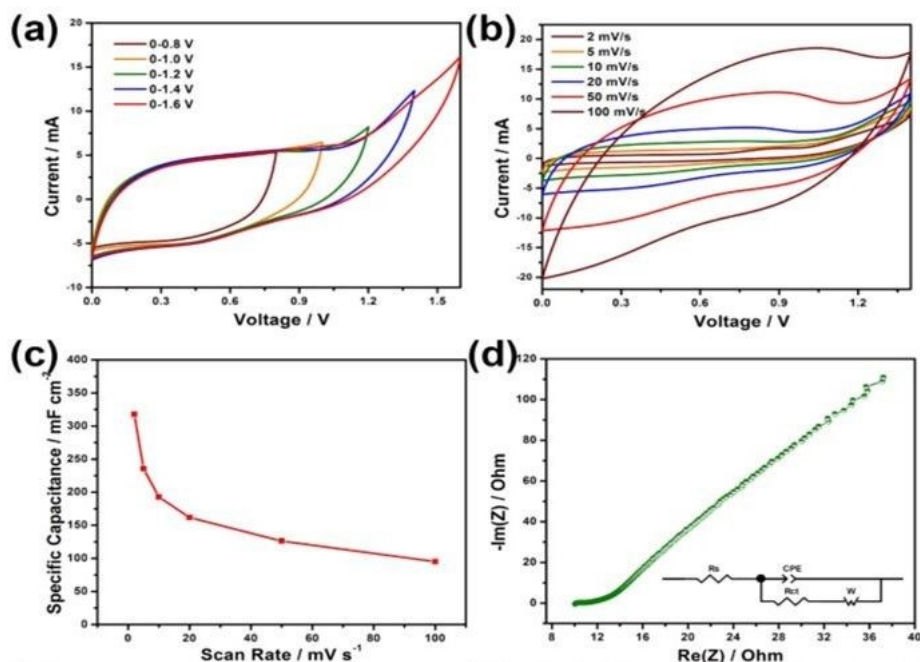 (a)
0-0.8 V
0-1.0 V
0-1.2 V
0-1.4 V
0-1.6 V
20
15
10
5
0
-5
-10
Current / mA
0.0 0.3 0.6 0.9 1.2 1.5
Voltage / V
(b)
2 mV/s
5 mV/s
10 mV/s
20 mV/s
50 mV/s
100 mV/s
25
20
15
10
5
0
-5
-10
-15
-20
Current / mA
0.0 0.3 0.6 0.9 1.2
Voltage / V
(c)
400
350
300
250
200
150
100
50
0
Specific Capacitance / mF cm⁻²
0 20 40 60 80 100
Scan Rate / mV s⁻¹
(d)
120
100
80
60
40
20
0
-Im(Z) / Ohm
Rs CPE
Rct W
8 12 16 20 24 28 32 36 40
Re(Z) / Ohm